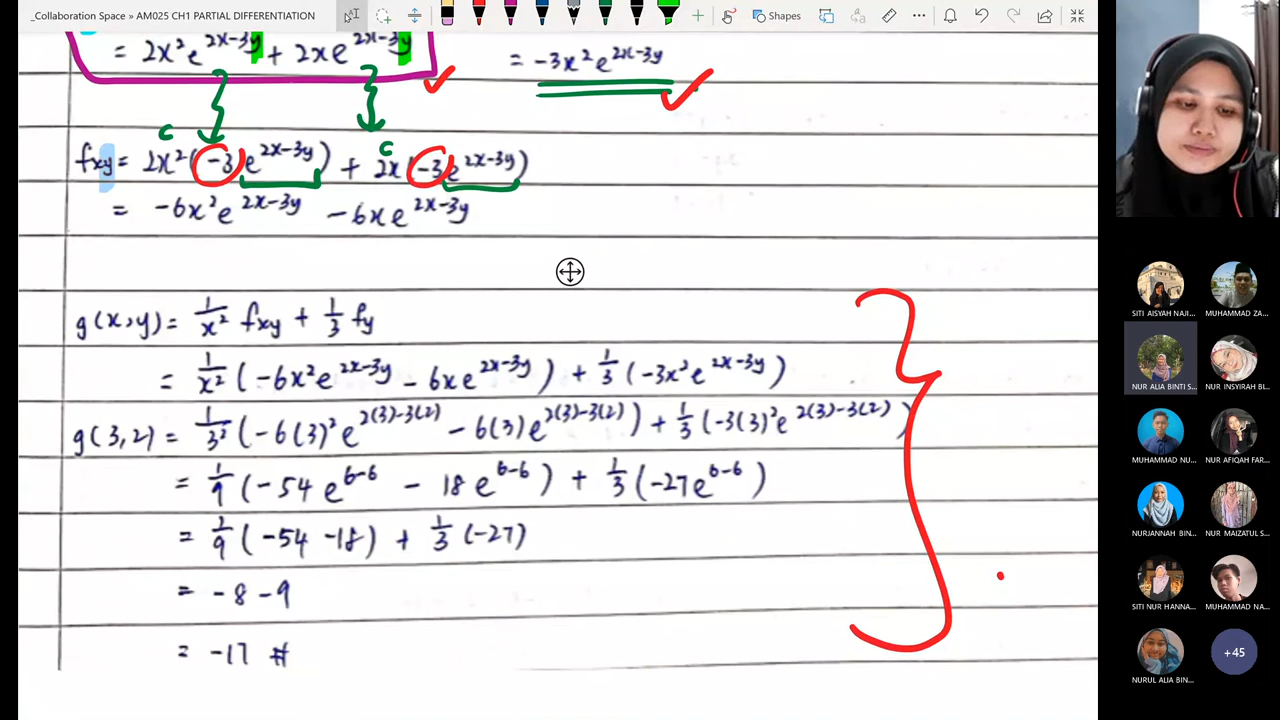 _Collaboration Space » AM025 CH1 PARTIAL DIFFERENTIATION
Shapes
= 2x²e^(2x-3y) + 2xe^(2x-3y)
= -3x²e^(2x-3y)
c
c
fxy = 2x²(-3 e^(2x-3y)) + 2x(-3 e^(2x-3y))
= -6x²e^(2x-3y) -6xe^(2x-3y)
g(x,y) = 1/x² fxy + 1/3 fy
= 1/x² (-6x²e^(2x-3y) - 6xe^(2x-3y)) + 1/3 (-3x²e^(2x-3y))
g(3,2) = 1/3² (-6(3)²e^(2(3)-3(2)) - 6(3)e^(2(3)-3(2))) + 1/3 (-3(3)²e^(2(3)-3(2)))
= 1/9 (-54e^(6-6) - 18e^(6-6)) + 1/3 (-27e^(6-6))
= 1/9 (-54 -18) + 1/3 (-27)
= -8 -9
= -17 #
SITI AISYAH NAJI...
MUHAMMAD ZA...
NUR ALIA BINTI S...
NUR INSYIRAH BI...
MUHAMMAD NU...
NUR AFIQAH FAR...
NURJANNAH BIN...
NUR MAIZATUL S...
SITI NUR HANNA...
MUHAMMAD NA...
NURUL ALIA BIN...
+45